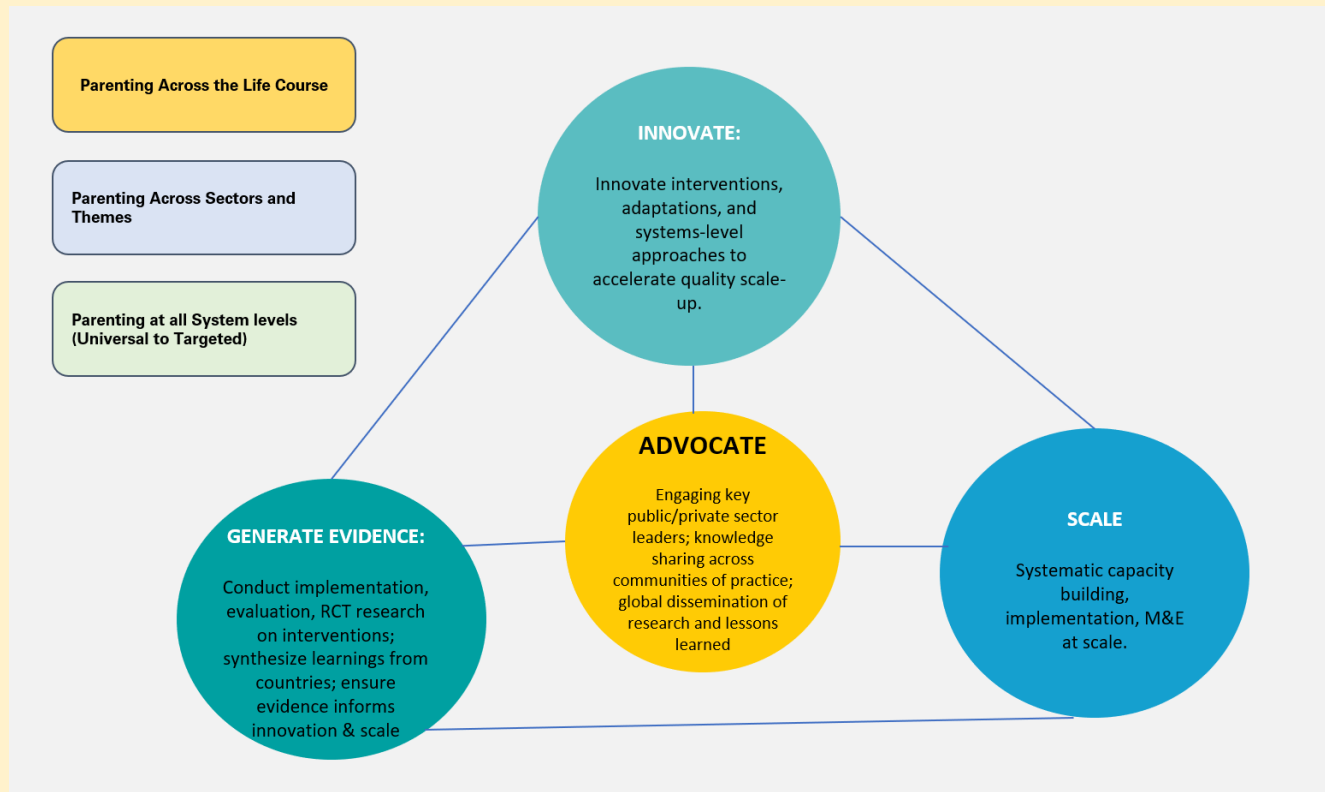 Parenting Across the Life Course
Parenting Across Sectors and
Themes
Parenting at all System levels
(Universal to Targeted)
INNOVATE:
Innovate interventions,
adaptations, and
systems-level
approaches to
accelerate quality scale-
up.
ADVOCATE
Engaging key
public/private sector
leaders; knowledge
sharing across
communities of practice;
global dissemination of
research and lessons
learned
GENERATE EVIDENCE:
Conduct implementation,
evaluation, RCT research
on interventions;
synthesize learnings from
countries; ensure
evidence informs
innovation & scale
SCALE
Systematic capacity
building,
implementation, M&E
at scale.